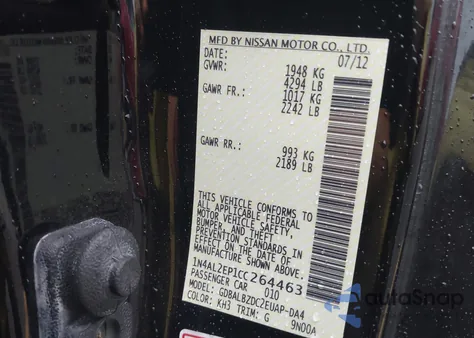 MFD BY NISSAN MOTOR CO., LTD.
DATE: 07/12
GVWR: 1948 KG
4294 LB
GAWR FR.: 1017 KG
2242 LB
GAWR RR.: 993 KG
2189 LB
THIS VEHICLE CONFORMS TO
ALL APPLICABLE FEDERAL
MOTOR VEHICLE SAFETY,
BUMPER, AND THEFT
PREVENTION STANDARDS IN
EFFECT ON THE DATE OF
MANUFACTURE SHOWN ABOVE.
1N4AL2EP1CC264463
PASSENGER CAR 010
MODEL: GDBALBZDC2EUAP-DA4
COLOR: KH3 TRIM: G 9N00A
autoSnap